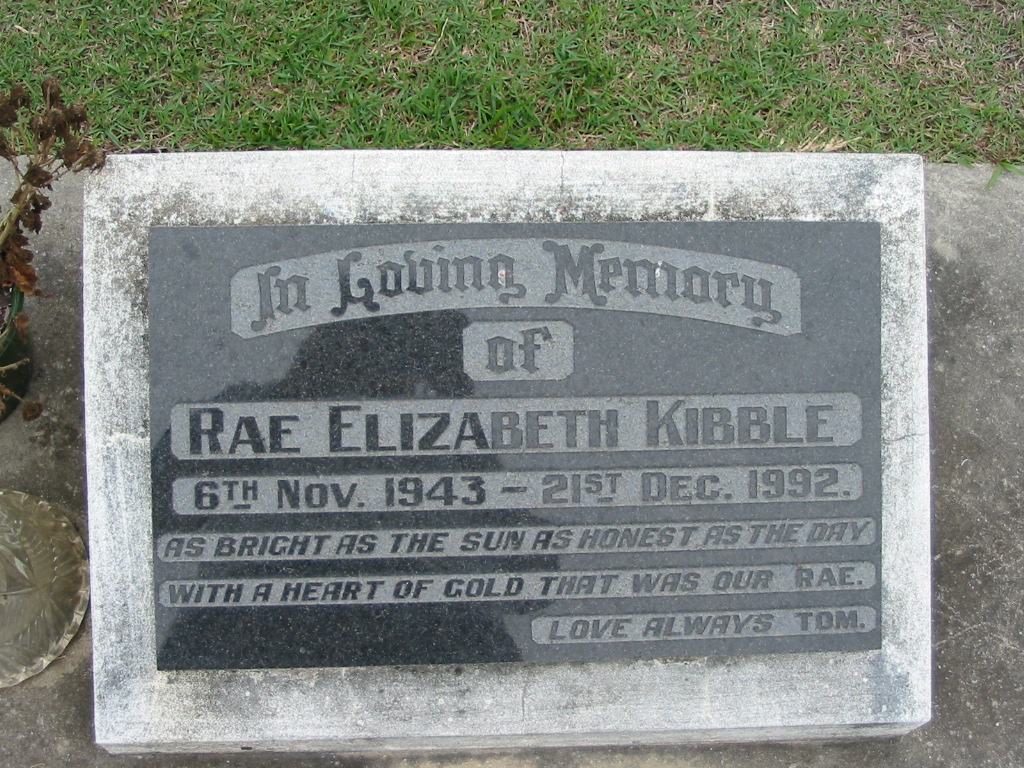 In Loving Memory
of
RAE ELIZABETH KIBBLE
6TH NOV. 1943 - 21ST DEC. 1992.
AS BRIGHT AS THE SUN AS HONEST AS THE DAY
WITH A HEART OF GOLD THAT WAS OUR RAE.
LOVE ALWAYS TOM.